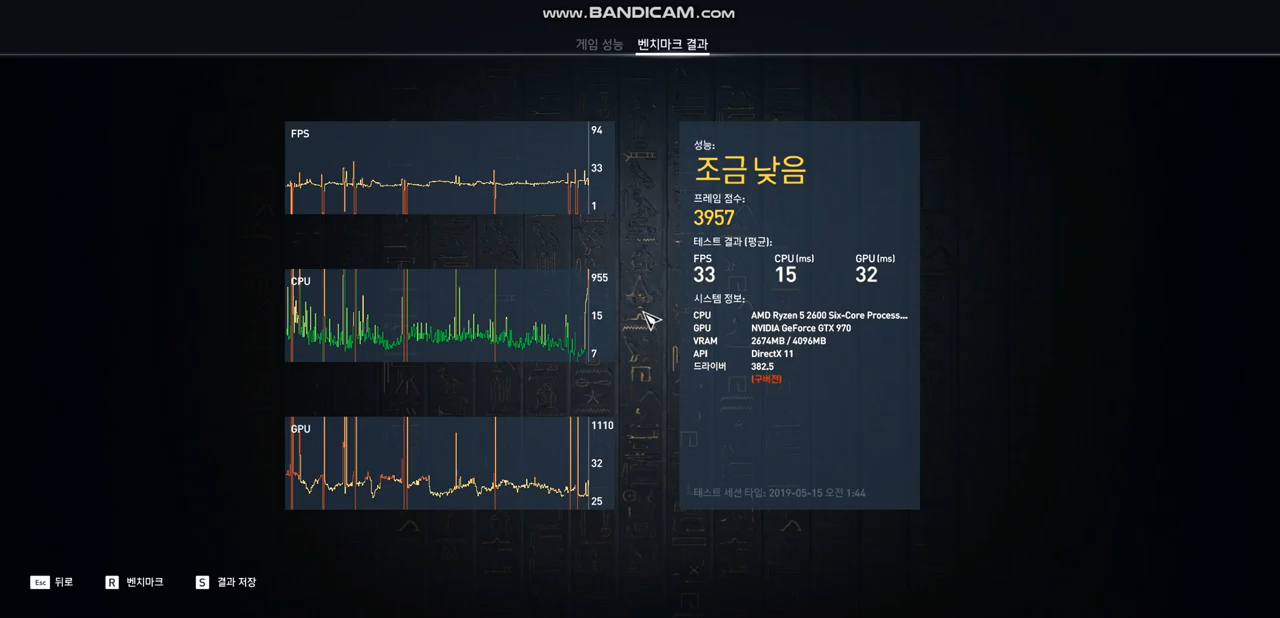 www.BANDICAM.com
게임 성능 벤치마크 결과
FPS
94
33
1
CPU
955
15
7
GPU
1110
32
25
성능:
조금 낮음
프레임 점수:
3957
테스트 결과 (평균):
FPS CPU (ms) GPU (ms)
33 15 32
시스템 정보:
CPU AMD Ryzen 5 2600 Six-Core Process...
GPU NVIDIA GeForce GTX 970
VRAM 2674MB / 4096MB
API DirectX 11
드라이버 382.5
(구버전)
테스트 세션 타임: 2019-05-15 오전 1:44
Esc 뒤로 R 벤치마크 S 결과 저장